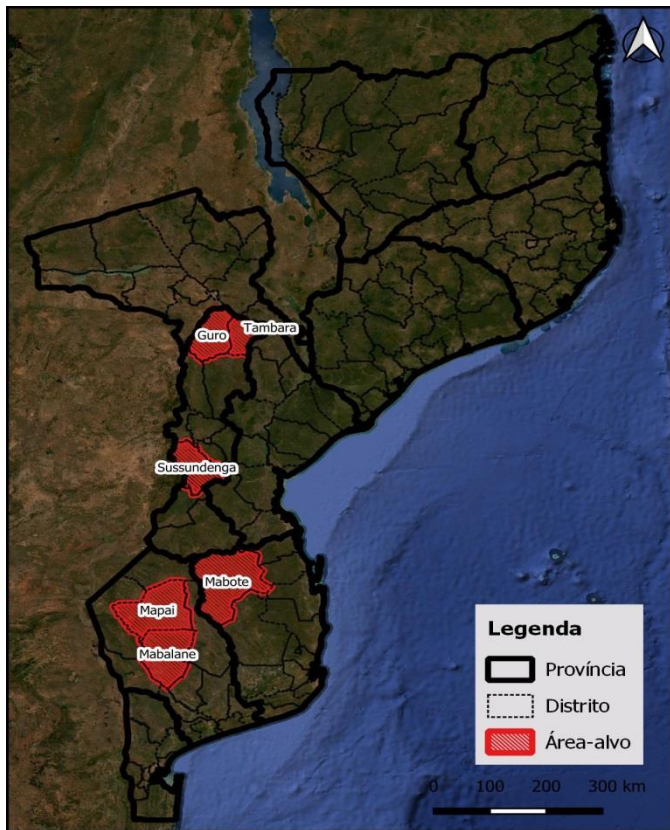 Guro
Tambara
Sussundenga
Mabote
Mapai
Mabalane
Legenda
Província
Distrito
Área-alvo
0 100 200 300 km